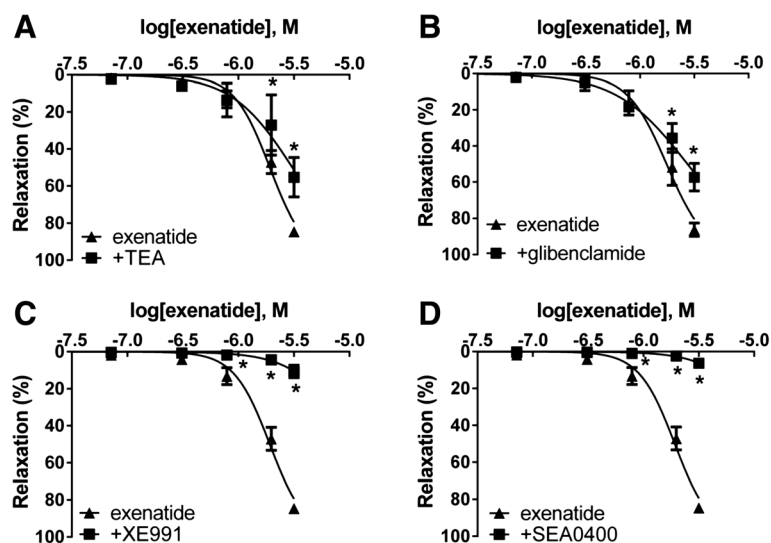 A
log[exenatide], M
-7.5 -7.0 -6.5 -6.0 -5.5 -5.0
0
20
40
60
80
100
Relaxation (%)
*
*
exenatide
+TEA
B
log[exenatide], M
-7.5 -7.0 -6.5 -6.0 -5.5 -5.0
0
20
40
60
80
100
Relaxation (%)
*
*
exenatide
+glibenclamide
C
log[exenatide], M
-7.5 -7.0 -6.5 -6.0 -5.5 -5.0
0
20
40
60
80
100
Relaxation (%)
* * *
exenatide
+XE991
D
log[exenatide], M
-7.5 -7.0 -6.5 -6.0 -5.5 -5.0
0
20
40
60
80
100
Relaxation (%)
* * *
exenatide
+SEA0400